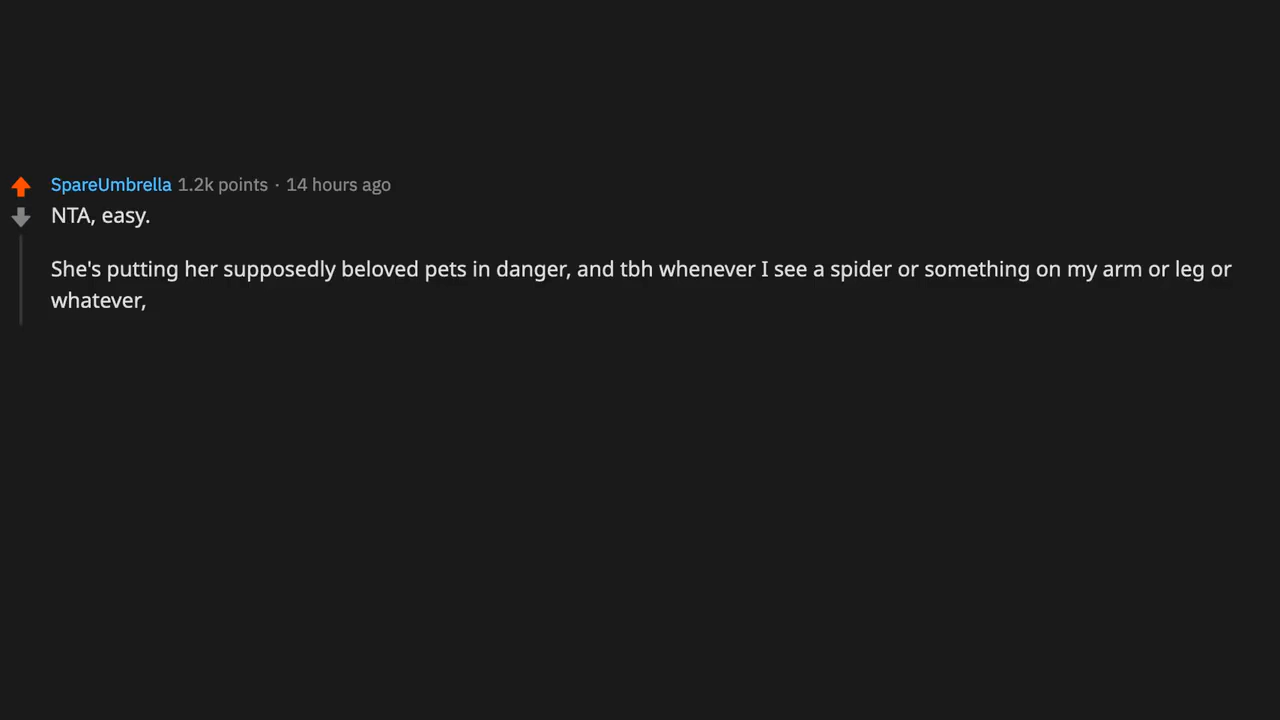 SpareUmbrella 1.2k points · 14 hours ago
NTA, easy.
She's putting her supposedly beloved pets in danger, and tbh whenever I see a spider or something on my arm or leg or
whatever,